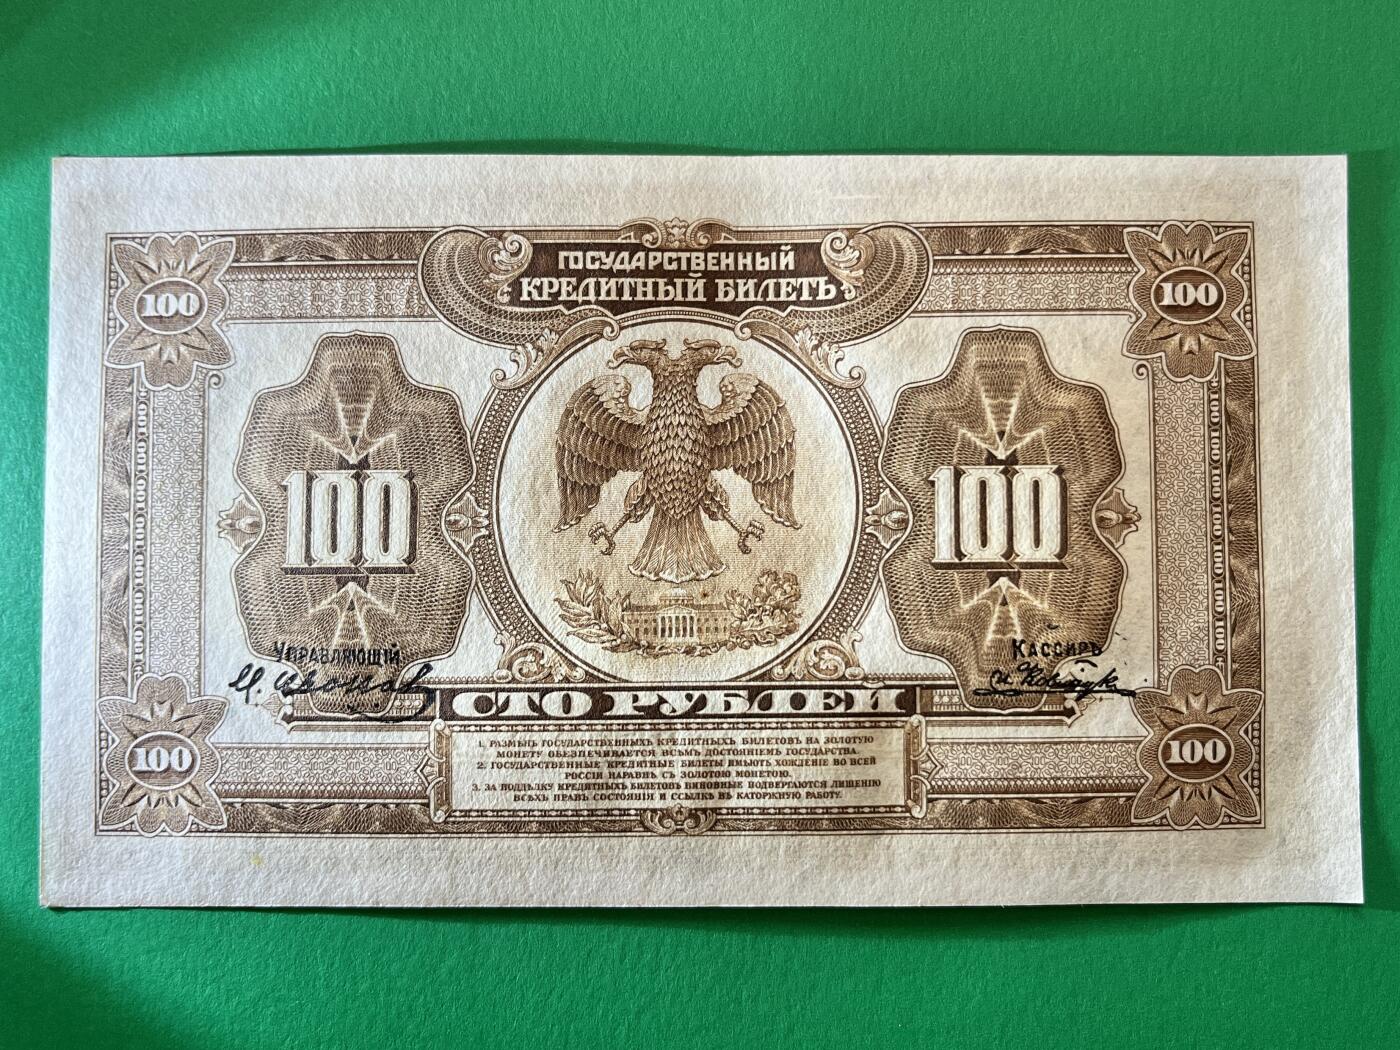 ГОСУДАРСТВЕННЫЙ
КРЕДИТНЫЙ БИЛЕТЪ
100
100
100
100
УПРАВЛЯЮЩІЙ
КАССИРЪ
СТО РУБЛЕЙ
1. РАЗМѢНЪ ГОСУДАРСТВЕННЫХЪ КРЕДИТНЫХЪ БИЛЕТОВЪ НА ЗОЛОТУЮ
МОНЕТУ ОБЕЗПЕЧИВАЕТСЯ ВСѢМЪ ДОСТОЯНІЕМЪ ГОСУДАРСТВА.
2. ГОСУДАРСТВЕННЫЕ КРЕДИТНЫЕ БИЛЕТЫ ИМѢЮТЪ ХОЖДЕНІЕ ВО ВСЕЙ
РОССІИ НАРАВНѢ СЪ ЗОЛОТОЮ МОНЕТОЮ.
3. ЗА ПОДДѢЛКУ КРЕДИТНЫХЪ БИЛЕТОВЪ ВИНОВНЫЕ ПОДВЕРГАЮТСЯ ЛИШЕНІЮ
ВСѢХЪ ПРАВЪ СОСТОЯНІЯ И ССЫЛКѢ ВЪ КАТОРЖНУЮ РАБОТУ.
100
100